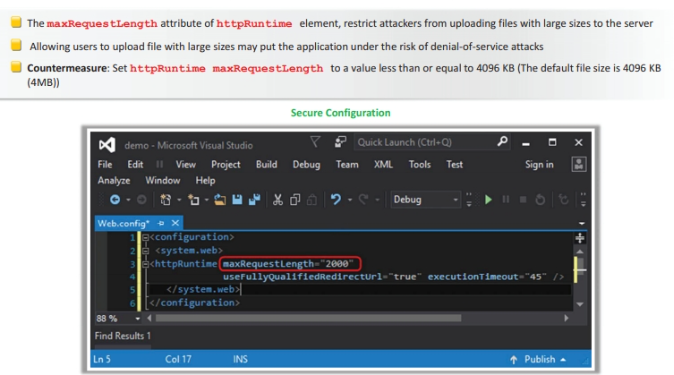 The maxRequestLength attribute of httpRuntime element, restrict attackers from uploading files with large sizes to the server
Allowing users to upload file with large sizes may put the application under the risk of denial-of-service attacks
Countermeasure: Set httpRuntime maxRequestLength to a value less than or equal to 4096 KB (The default file size is 4096 KB
(4MB))
Secure Configuration
demo - Microsoft Visual Studio Quick Launch (Ctrl+Q)
File Edit View Project Build Debug Team XML Tools Test Sign in
Analyze Window Help
Debug
Web.config*
1 <configuration>
2 <system.web>
3 <httpRuntime maxRequestLength="2000"
4 useFullyQualifiedRedirectUrl="true" executionTimeout="45" />
5 </system.web>
6 </configuration>
88 %
Find Results 1
Ln 5 Col 17 INS Publish